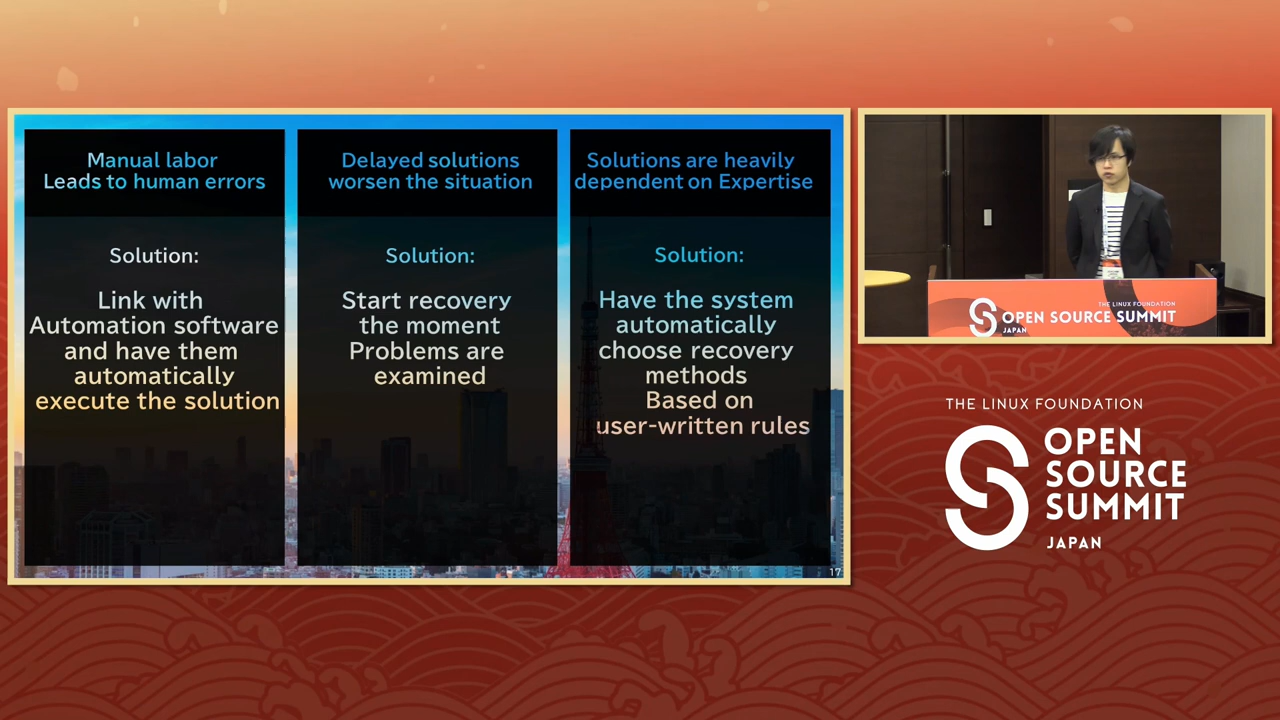 Manual labor
Leads to human errors
Solution:
Link with
Automation software
and have them
automatically
execute the solution
Delayed solutions
worsen the situation
Solution:
Start recovery
the moment
Problems are
examined
Solutions are heavily
dependent on Expertise
Solution:
Have the system
automatically
choose recovery
methods
Based on
user-written rules
17
THE LINUX FOUNDATION
OPEN SOURCE SUMMIT
JAPAN
THE LINUX FOUNDATION
OPEN
SOURCE
SUMMIT
JAPAN